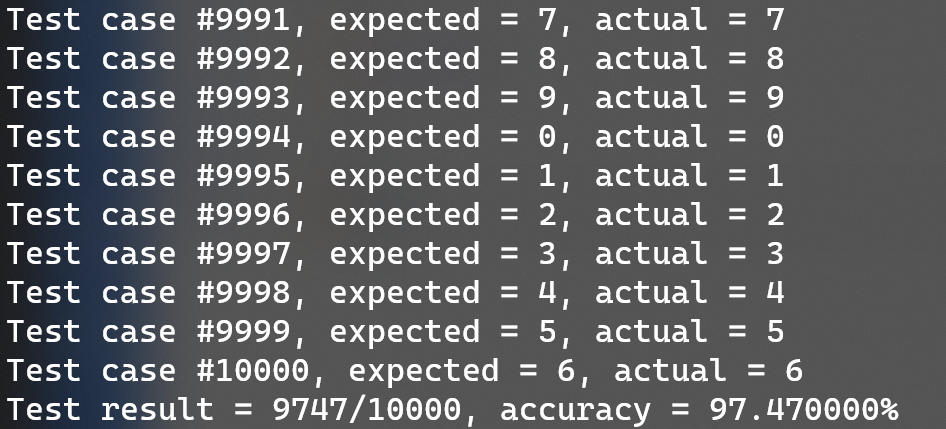 Test case #9991, expected = 7, actual = 7
Test case #9992, expected = 8, actual = 8
Test case #9993, expected = 9, actual = 9
Test case #9994, expected = 0, actual = 0
Test case #9995, expected = 1, actual = 1
Test case #9996, expected = 2, actual = 2
Test case #9997, expected = 3, actual = 3
Test case #9998, expected = 4, actual = 4
Test case #9999, expected = 5, actual = 5
Test case #10000, expected = 6, actual = 6
Test result = 9747/10000, accuracy = 97.470000%